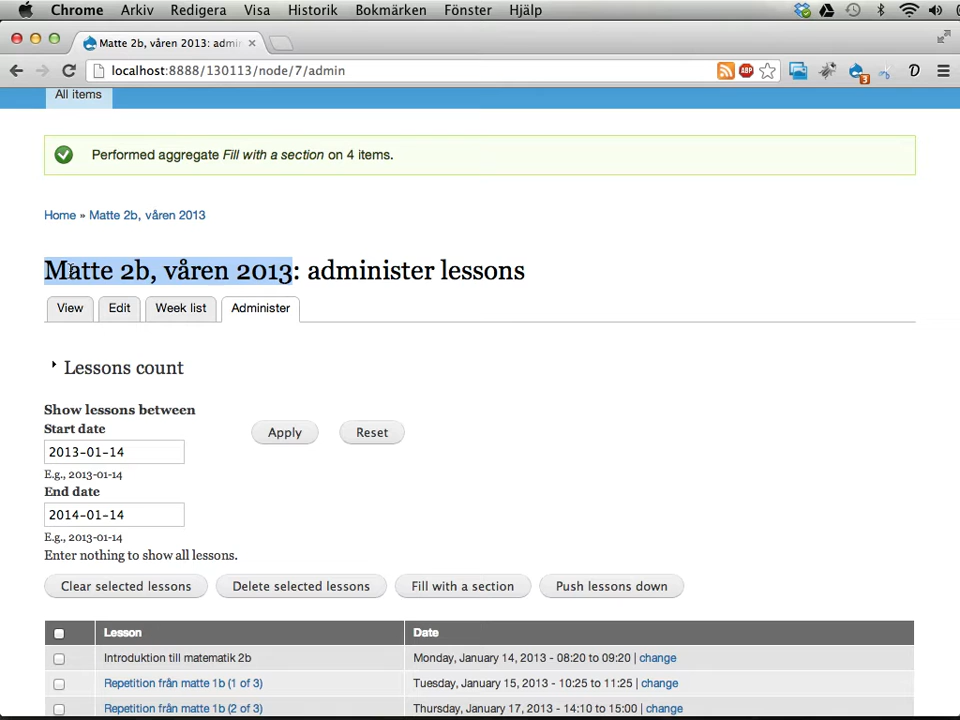 Chrome Arkiv Redigera Visa Historik Bokmärken Fönster Hjälp
Matte 2b, våren 2013: admin
localhost:8888/130113/node/7/admin
ABP
3
D
All items
Performed aggregate Fill with a section on 4 items.
Home » Matte 2b, våren 2013
Matte 2b, våren 2013: administer lessons
View Edit Week list Administer
Lessons count
Show lessons between
Start date
Apply Reset
2013-01-14
E.g., 2013-01-14
End date
2014-01-14
E.g., 2013-01-14
Enter nothing to show all lessons.
Clear selected lessons Delete selected lessons Fill with a section Push lessons down
Lesson Date
Introduktion till matematik 2b Monday, January 14, 2013 - 08:20 to 09:20 | change
Repetition från matte 1b (1 of 3) Tuesday, January 15, 2013 - 10:25 to 11:25 | change
Repetition från matte 1b (2 of 3) Thursday, January 17, 2013 - 14:10 to 15:00 | change